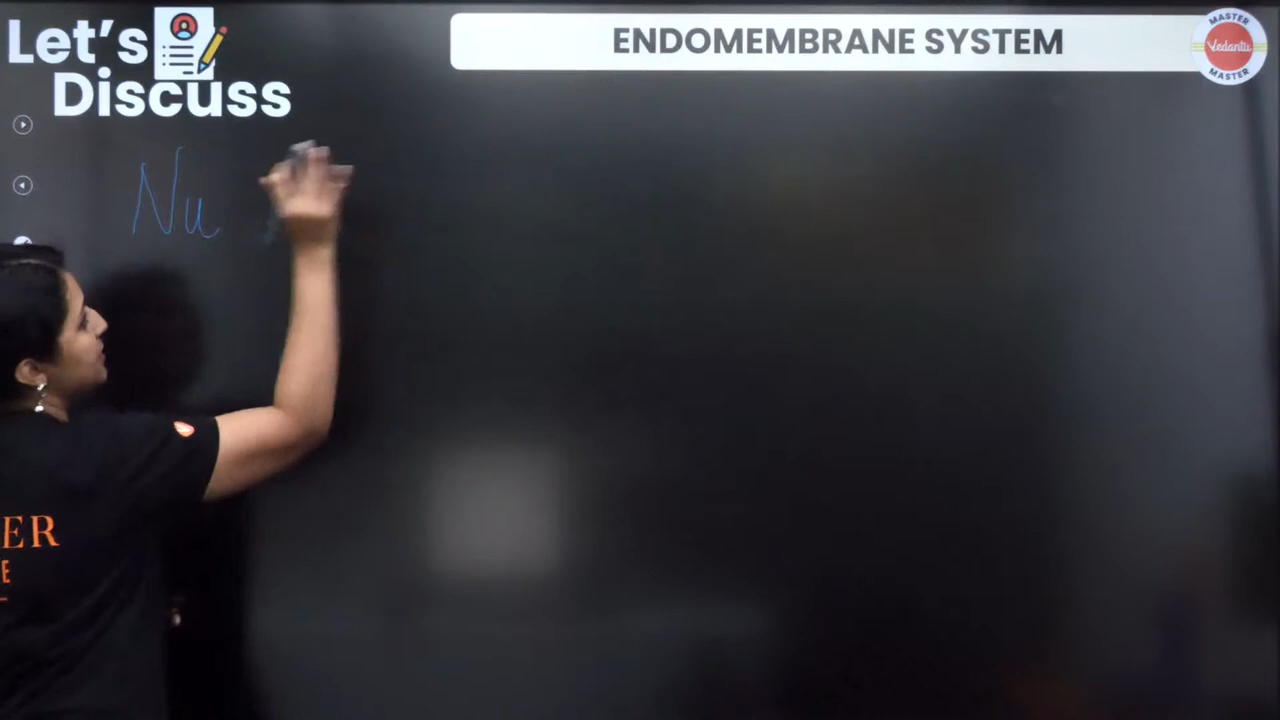 Let's
Discuss
ENDOMEMBRANE SYSTEM
MASTER
Vedantu
MASTER
Nu
ER
E